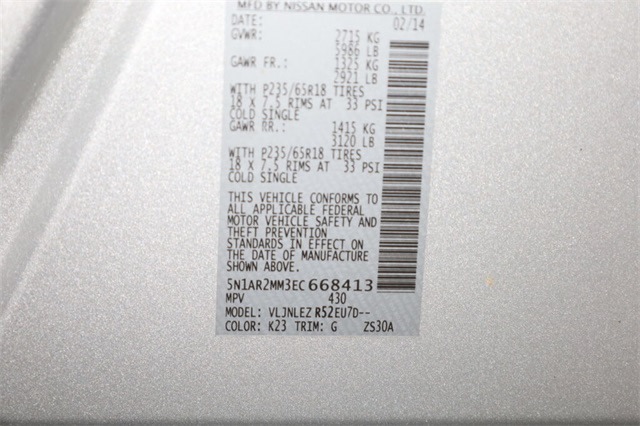 MFD BY NISSAN MOTOR CO., LTD.
DATE: 02/14
GVWR: 2715 KG
5986 LB
GAWR FR.: 1325 KG
2921 LB
WITH P235/65R18 TIRES
18 X 7.5 RIMS AT 33 PSI
COLD SINGLE
GAWR RR.: 1415 KG
3120 LB
WITH P235/65R18 TIRES
18 X 7.5 RIMS AT 33 PSI
COLD SINGLE
THIS VEHICLE CONFORMS TO
ALL APPLICABLE FEDERAL
MOTOR VEHICLE SAFETY AND
THEFT PREVENTION
STANDARDS IN EFFECT ON
THE DATE OF MANUFACTURE
SHOWN ABOVE.
5N1AR2MM3EC668413
MPV 430
MODEL: VLJNLEZ R52EU7D--
COLOR: K23 TRIM: G ZS30A